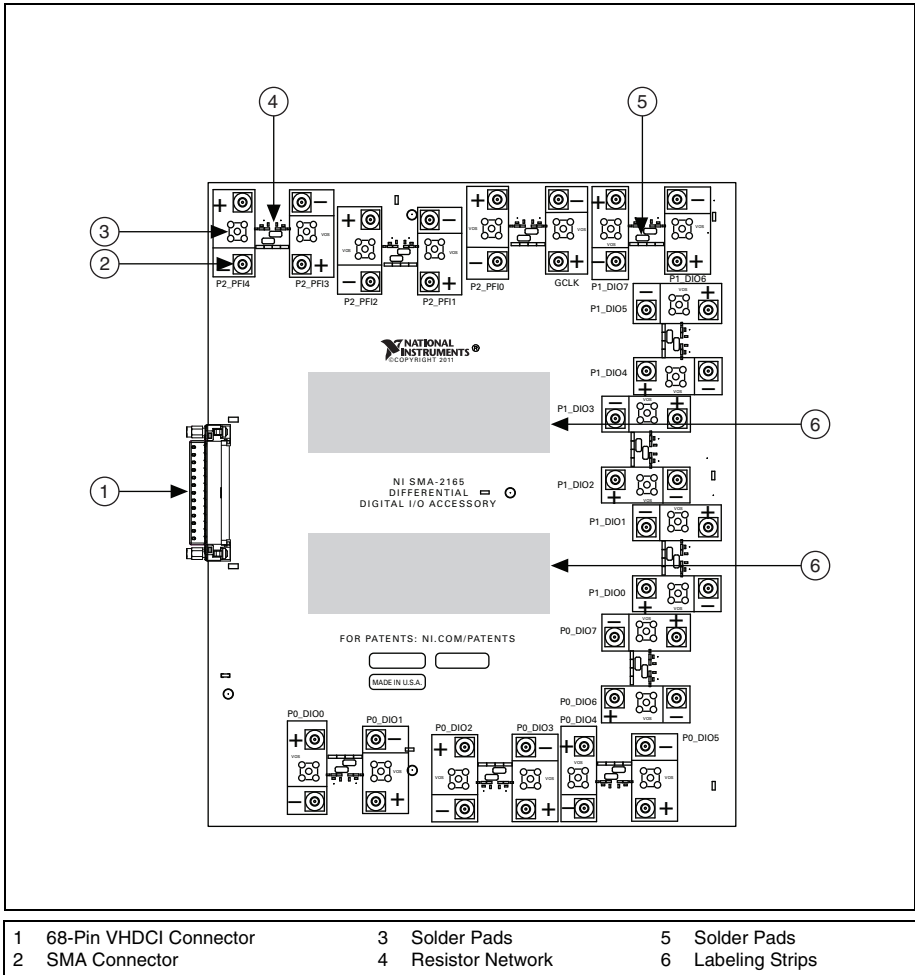 4
5
3
2
+
−
+
−
+
−
+
−
P2_PFI4
P2_PFI3
P2_PFI2
P2_PFI1
P2_PFI0
GCLK
P1_DIO7
P1_DIO6
VOS
P1_DIO5
P1_DIO4
NATIONAL
INSTRUMENTS ®
©COPYRIGHT 2011
P1_DIO3
6
1
NI SMA-2165
DIFFERENTIAL
DIGITAL I/O ACCESSORY
P1_DIO2
P1_DIO1
6
P1_DIO0
P0_DIO7
FOR PATENTS: NI.COM/PATENTS
MADE IN U.S.A.
P0_DIO6
P0_DIO0
P0_DIO1
P0_DIO2
P0_DIO3
P0_DIO4
P0_DIO5
1 68-Pin VHDCI Connector
2 SMA Connector
3 Solder Pads
4 Resistor Network
5 Solder Pads
6 Labeling Strips